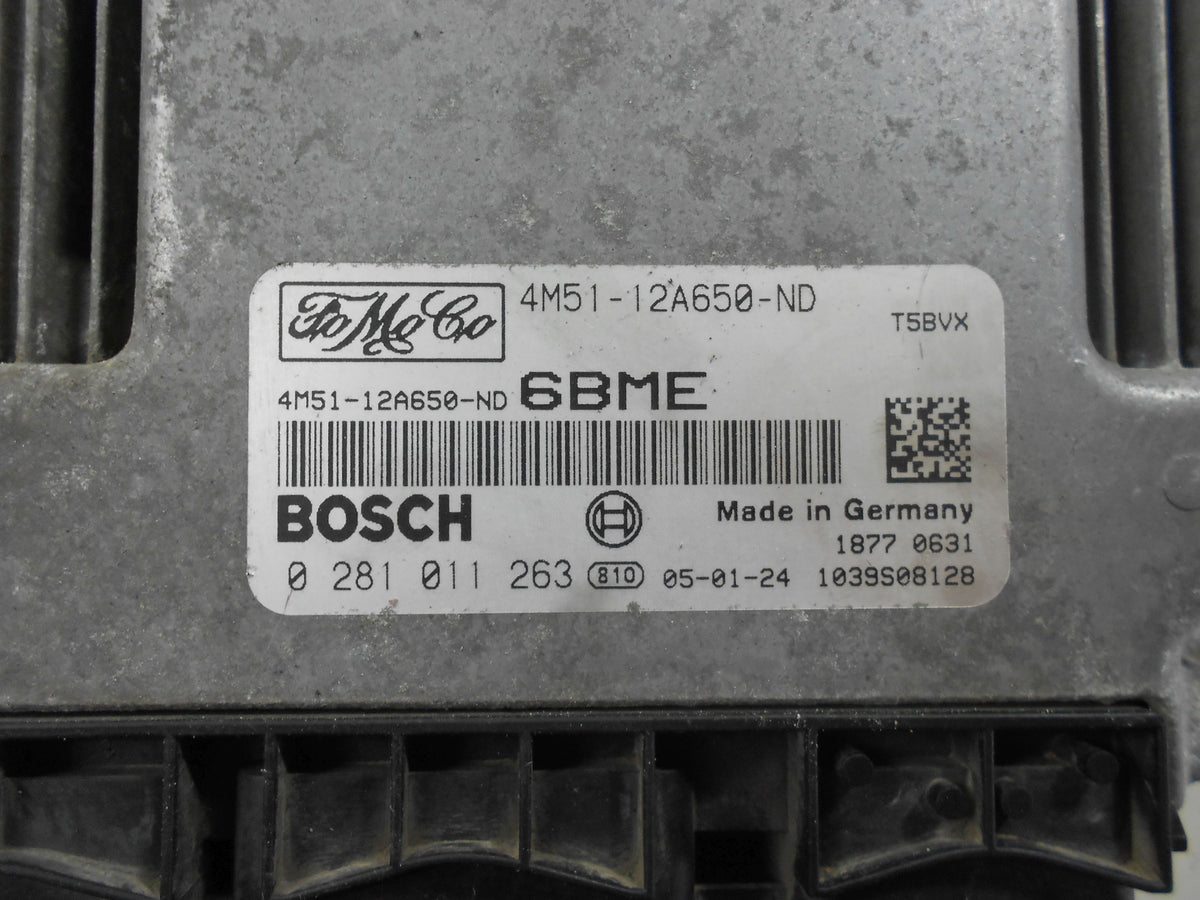 FoMoCo 4M51-12A650-ND
T5BVX
4M51-12A650-ND 6BME
BOSCH
Made in Germany
1877 0631
0 281 011 263 810 05-01-24 1039S08128